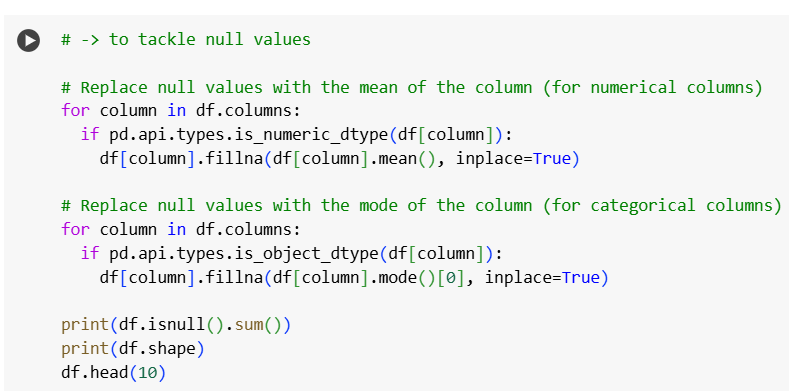 # -> to tackle null values
# Replace null values with the mean of the column (for numerical columns)
for column in df.columns:
  if pd.api.types.is_numeric_dtype(df[column]):
    df[column].fillna(df[column].mean(), inplace=True)
# Replace null values with the mode of the column (for categorical columns)
for column in df.columns:
  if pd.api.types.is_object_dtype(df[column]):
    df[column].fillna(df[column].mode()[0], inplace=True)
print(df.isnull().sum())
print(df.shape)
df.head(10)